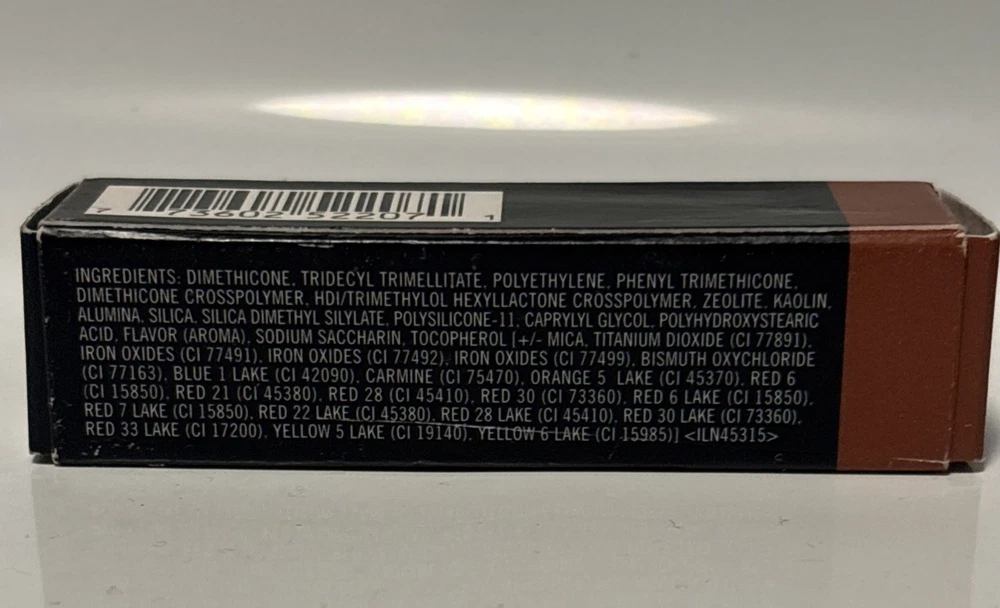 7 73602 52207 1
INGREDIENTS: DIMETHICONE, TRIDECYL TRIMELLITATE, POLYETHYLENE, PHENYL TRIMETHICONE,
DIMETHICONE CROSSPOLYMER, HDI/TRIMETHYLOL HEXYLLACTONE CROSSPOLYMER, ZEOLITE, KAOLIN,
ALUMINA, SILICA, SILICA DIMETHYL SILYLATE, POLYSILICONE-11, CAPRYLYL GLYCOL, POLYHYDROXYSTEARIC
ACID, FLAVOR (AROMA), SODIUM SACCHARIN, TOCOPHEROL [+/- MICA, TITANIUM DIOXIDE (CI 77891),
IRON OXIDES (CI 77491), IRON OXIDES (CI 77492), IRON OXIDES (CI 77499), BISMUTH OXYCHLORIDE
(CI 77163), BLUE 1 LAKE (CI 42090), CARMINE (CI 75470), ORANGE 5 LAKE (CI 45370), RED 6
(CI 15850), RED 21 (CI 45380), RED 28 (CI 45410), RED 30 (CI 73360), RED 6 LAKE (CI 15850),
RED 7 LAKE (CI 15850), RED 22 LAKE (CI 45380), RED 28 LAKE (CI 45410), RED 30 LAKE (CI 73360),
RED 33 LAKE (CI 17200), YELLOW 5 LAKE (CI 19140), YELLOW 6 LAKE (CI 15985)] <ILN45315>